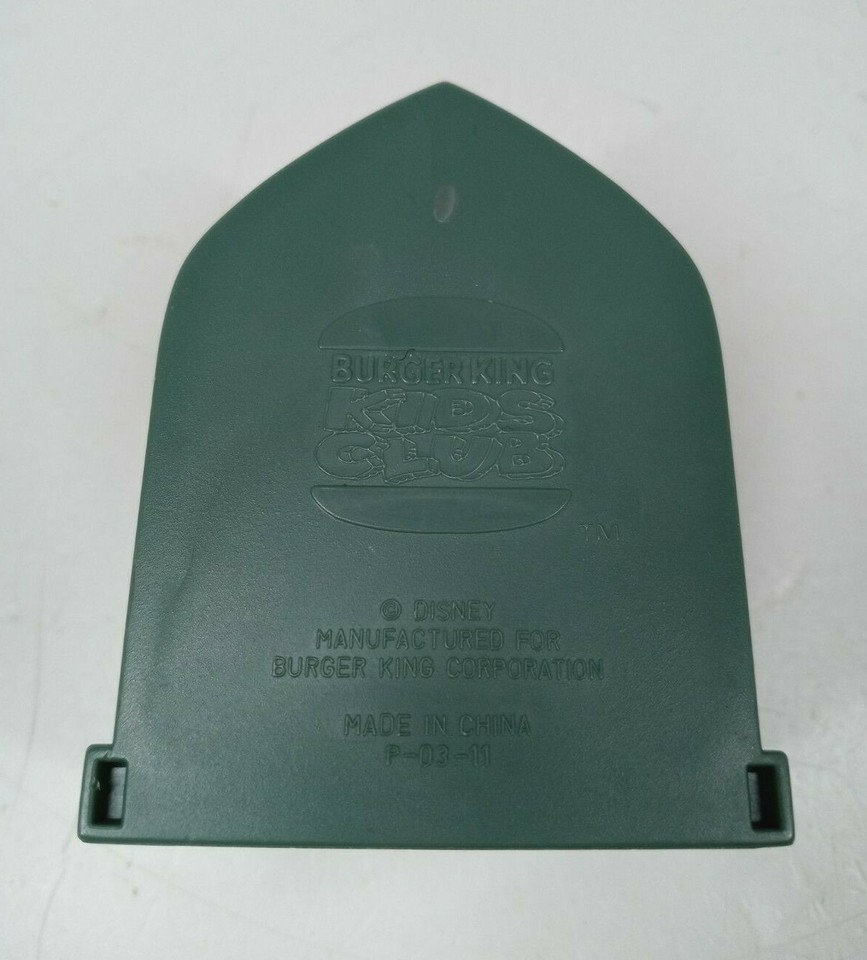 BURGER KING
KIDS
CLUB
TM
© DISNEY
MANUFACTURED FOR
BURGER KING CORPORATION
MADE IN CHINA
P-03-11